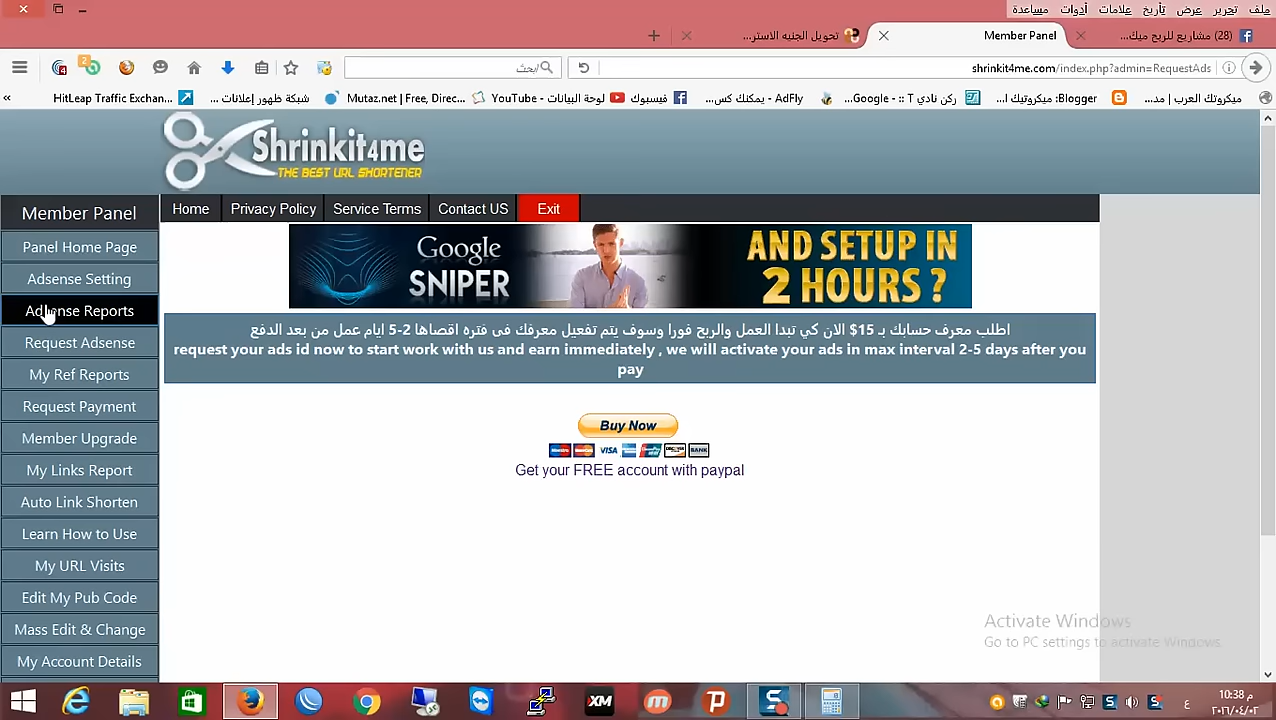 ملف تحرير عرض تأريخ علامات أدوات مساعدة
(28) مشاريع للربح ميك...
Member Panel
تحويل الجنيه الاستر...
shrinkit4me.com/index.php?admin=RequestAds
ابحث
2
ميكروتك العرب | مد...
Blogger: ميكروتيك ا...
ركن نادي Google - :: T...
AdFly - يمكنك كس...
فيسبوك
لوحة البيانات - YouTube
Mutaz.net | Free, Direc...
شبكة ظهور إعلانات ...
HitLeap Traffic Exchan...
Shrinkit4me
THE BEST URL SHORTENER
Member Panel
Home
Privacy Policy
Service Terms
Contact US
Exit
Panel Home Page
Adsense Setting
Adsense Reports
Request Adsense
My Ref Reports
Request Payment
Member Upgrade
My Links Report
Auto Link Shorten
Learn How to Use
My URL Visits
Edit My Pub Code
Mass Edit & Change
My Account Details
Google
SNIPER
AND SETUP IN
2 HOURS ?
اطلب معرف حسابك بـ $15 الان كي تبدا العمل والربح فورا وسوف يتم تفعيل معرفك فى فتره اقصاها 2-5 ايام عمل من بعد الدفع
request your ads id now to start work with us and earn immediately , we will activate your ads in max interval 2-5 days after you
pay
Buy Now
VISA
BANK
Get your FREE account with paypal
Activate Windows
Go to PC settings to activate Windows.
XM
ع
10:38 م
٢٠١٦/٠٤/٠٢